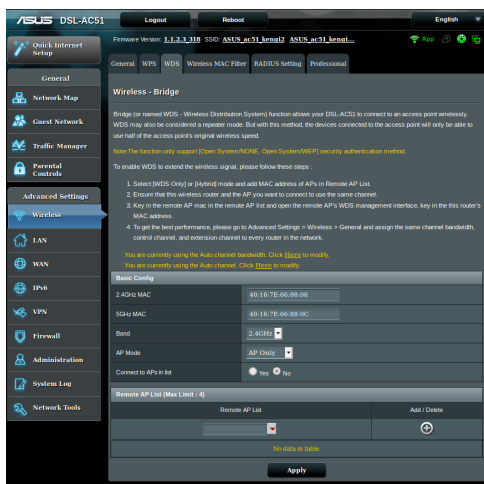 ASUS DSL-AC51
Logout
Reboot
English
Quick Internet Setup
Firmware Version: 1.1.2.3_318 SSID: ASUS_ac51_kengi2 ASUS_ac51_kengi...
App
General
WPS
WDS
Wireless MAC Filter
RADIUS Setting
Professional
General
Network Map
Guest Network
Traffic Manager
Parental Controls
Advanced Settings
Wireless
LAN
WAN
IPv6
VPN
Firewall
Administration
System Log
Network Tools
Wireless - Bridge
Bridge (or named WDS - Wireless Distribution System) function allows your DSL-AC51 to connect to an access point wirelessly.
WDS may also be considered a repeater mode. But with this method, the devices connected to the access point will only be able to
use half of the access point's original wireless speed.
Note:The function only support [Open System/NONE, Open System/WEP] security authentication method.
To enable WDS to extend the wireless signal, please follow these steps :
1. Select [WDS Only] or [Hybrid] mode and add MAC address of APs in Remote AP List.
2. Ensure that this wireless router and the AP you want to connect to use the same channel.
3. Key in the remote AP mac in the remote AP list and open the remote AP's WDS management interface, key in the this router's
MAC address.
4. To get the best performance, please go to Advanced Settings > Wireless > General and assign the same channel bandwidth,
control channel, and extension channel to every router in the network.
You are currently using the Auto channel bandwidth. Click Here to modify.
You are currently using the Auto channel. Click Here to modify.
Basic Config
2.4GHz MAC 40:16:7E:66:88:08
5GHz MAC 40:16:7E:66:88:0C
Band 2.4GHz
AP Mode AP Only
Connect to APs in list Yes No
Remote AP List (Max Limit : 4)
Remote AP List Add / Delete
No data in table.
Apply